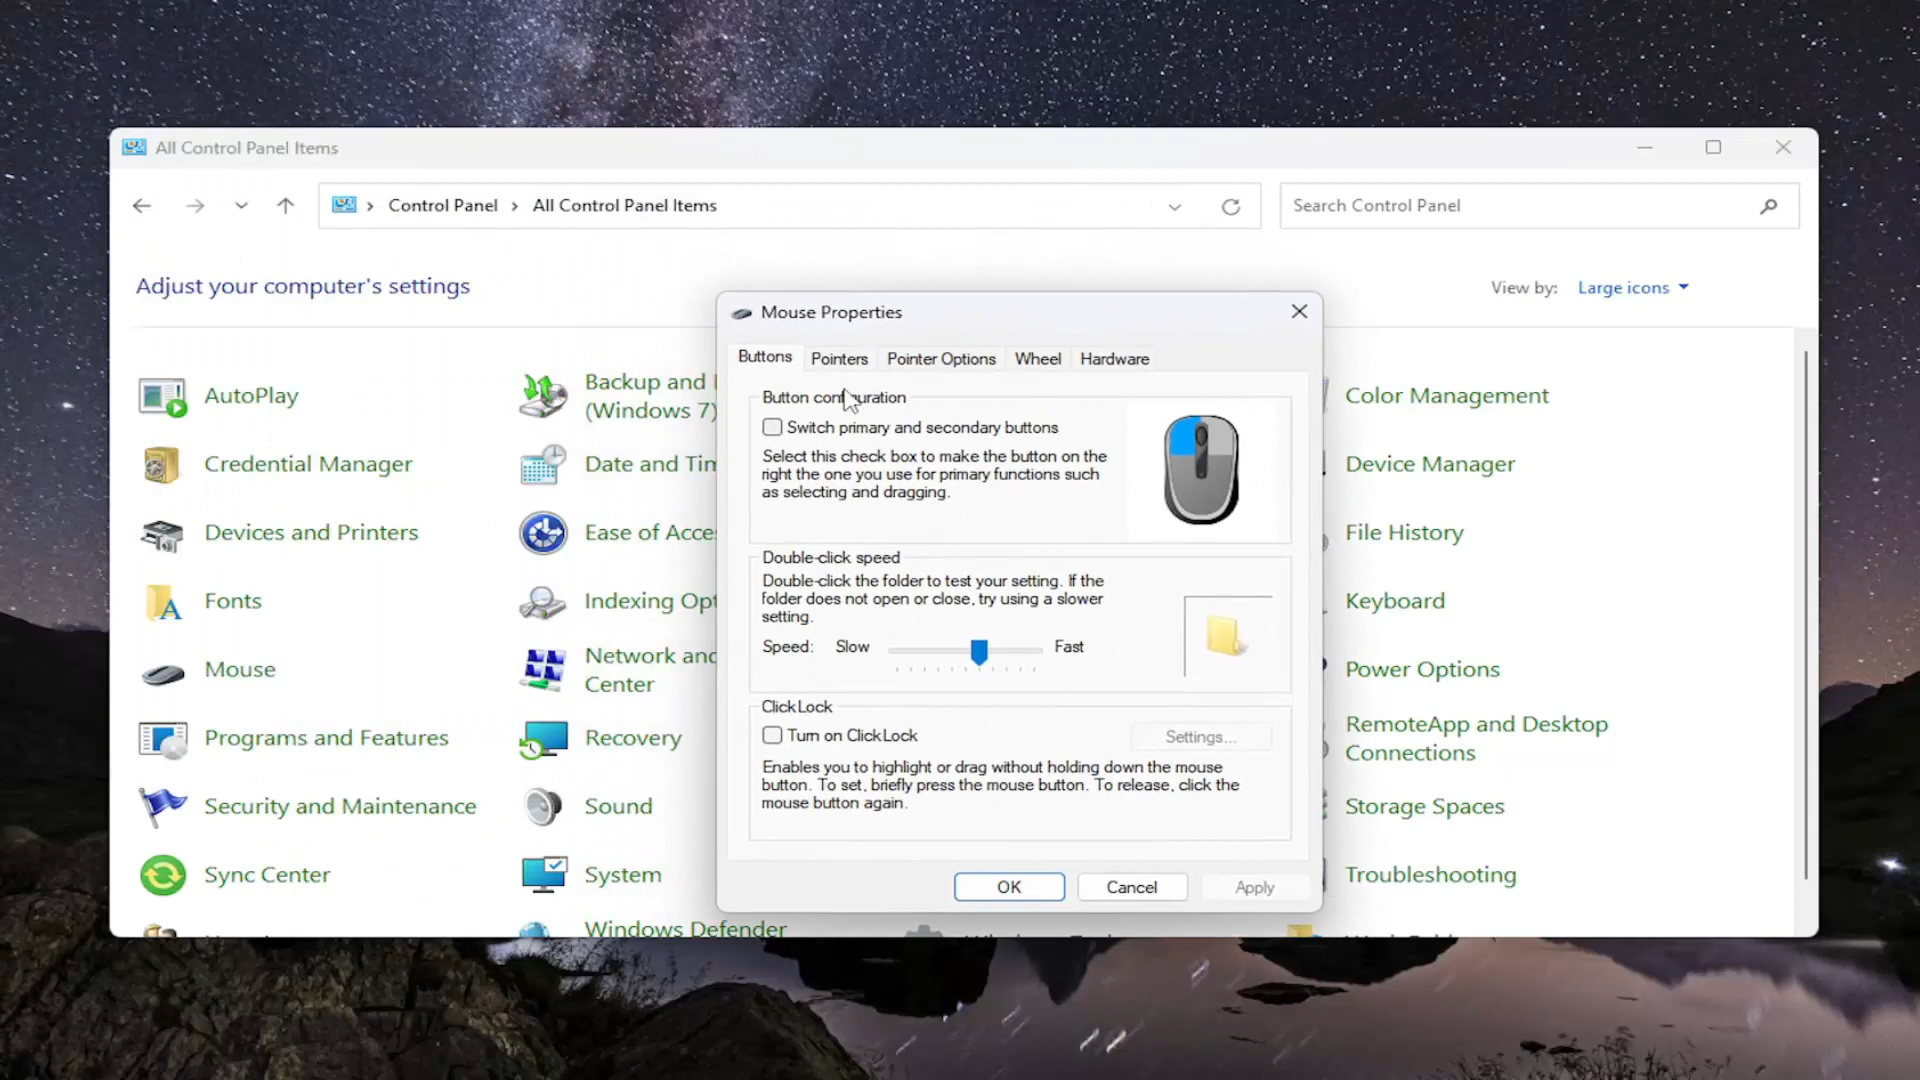 All Control Panel Items
Control Panel
All Control Panel Items
Search Control Panel
Adjust your computer's settings
View by: Large icons
AutoPlay
Credential Manager
Devices and Printers
Fonts
Mouse
Programs and Features
Security and Maintenance
Sync Center
Backup and
(Windows 7)
Date and
Ease of
Indexing
Network
Center
Recovery
Sound
System
Windows Defender
Mouse Properties
Buttons Pointers Pointer Options Wheel Hardware
Button configuration
Switch primary and secondary buttons
Select this check box to make the button on the
right the one you use for primary functions such
as selecting and dragging.
Double-click speed
Double-click the folder to test your setting. If the
folder does not open or close, try using a slower
setting.
Speed: Slow Fast
ClickLock
Turn on ClickLock
Settings...
Enables you to highlight or drag without holding down the mouse
button. To set, briefly press the mouse button. To release, click the
mouse button again.
OK Cancel Apply
Color Management
Device Manager
File History
Keyboard
Power Options
RemoteApp and Desktop
Connections
Storage Spaces
Troubleshooting